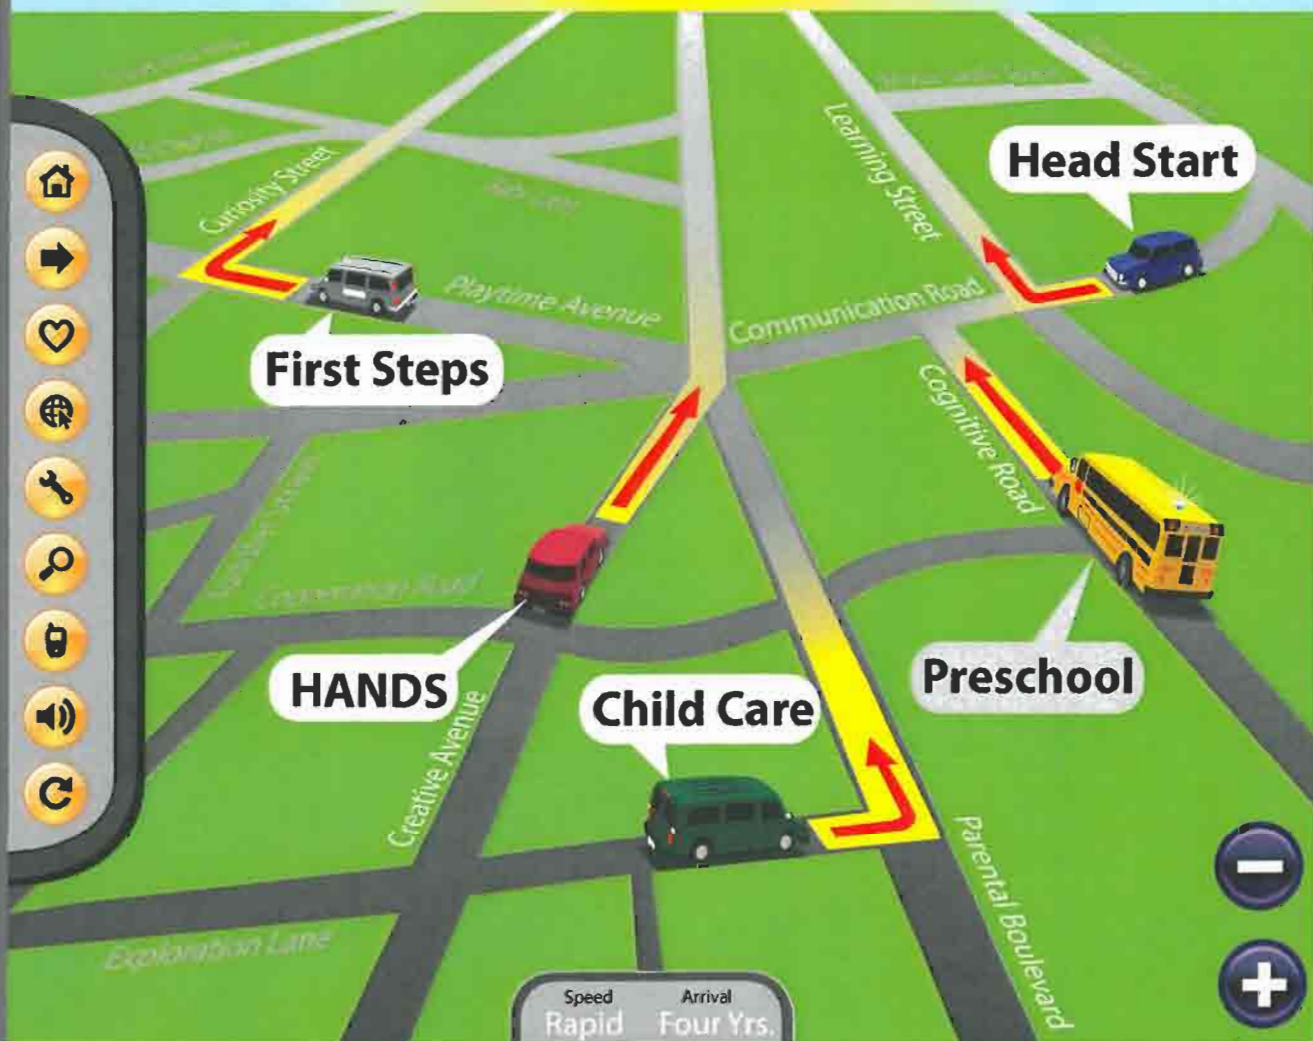 Learning Street
Head Start
Curiosity Street
Playtime Avenue
Communication Road
First Steps
Cognitive Road
HANDS
Child Care
Preschool
Creative Avenue
Parental Boulevard
Exploration Lane
Speed
Arrival
Rapid
Four Yrs.